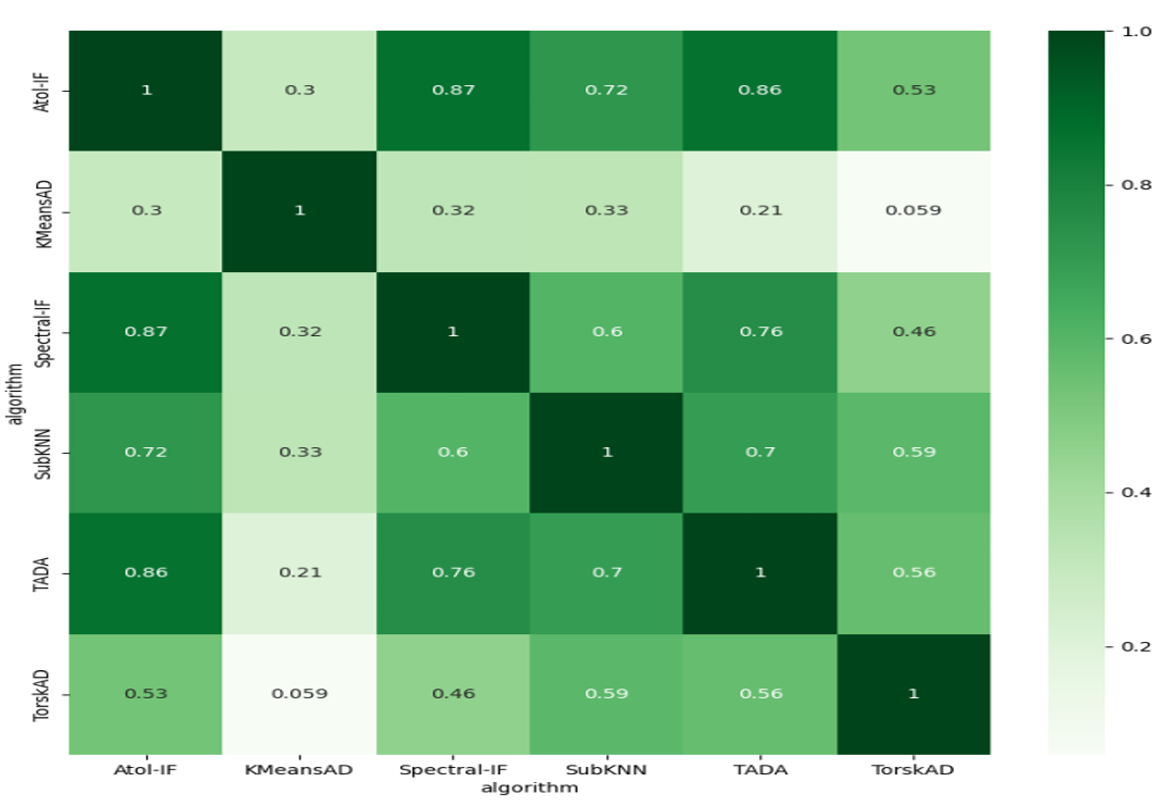 1.0
Atol-IF 1 0.3 0.87 0.72 0.86 0.53
0.8
KMeansAD 0.3 1 0.32 0.33 0.21 0.059
Spectral-IF 0.87 0.32 1 0.6 0.76 0.46
0.6
algorithm
SubKNN 0.72 0.33 0.6 1 0.7 0.59
0.4
TADA 0.86 0.21 0.76 0.7 1 0.56
0.2
TorskAD 0.53 0.059 0.46 0.59 0.56 1
Atol-IF KMeansAD Spectral-IF SubKNN TADA TorskAD
algorithm